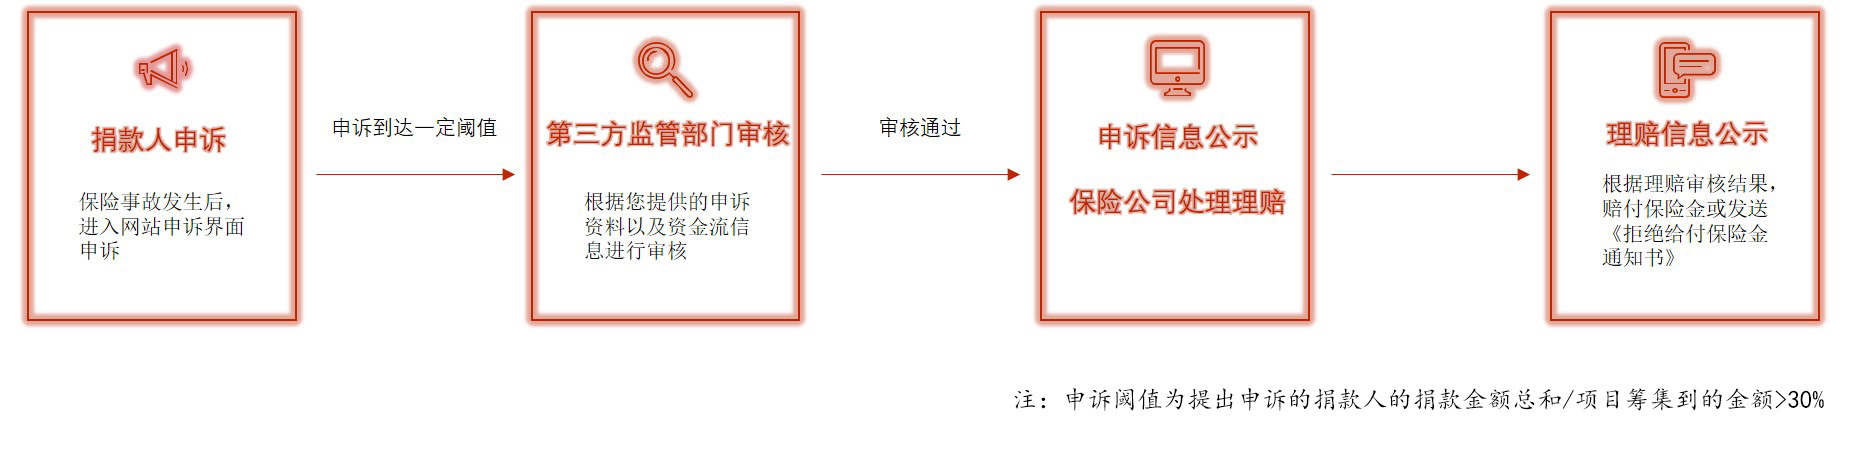 捐款人申诉
保险事故发生后，
进入网站申诉界面
申诉
申诉到达一定阈值
第三方监管部门审核
根据您提供的申诉
资料以及资金流信
息进行审核
审核通过
申诉信息公示
保险公司处理理赔
理赔信息公示
根据理赔审核结果，
赔付保险金或发送
《拒绝给付保险金
通知书》
注：申诉阈值为提出申诉的捐款人的捐款金额总和/项目筹集到的金额>30%